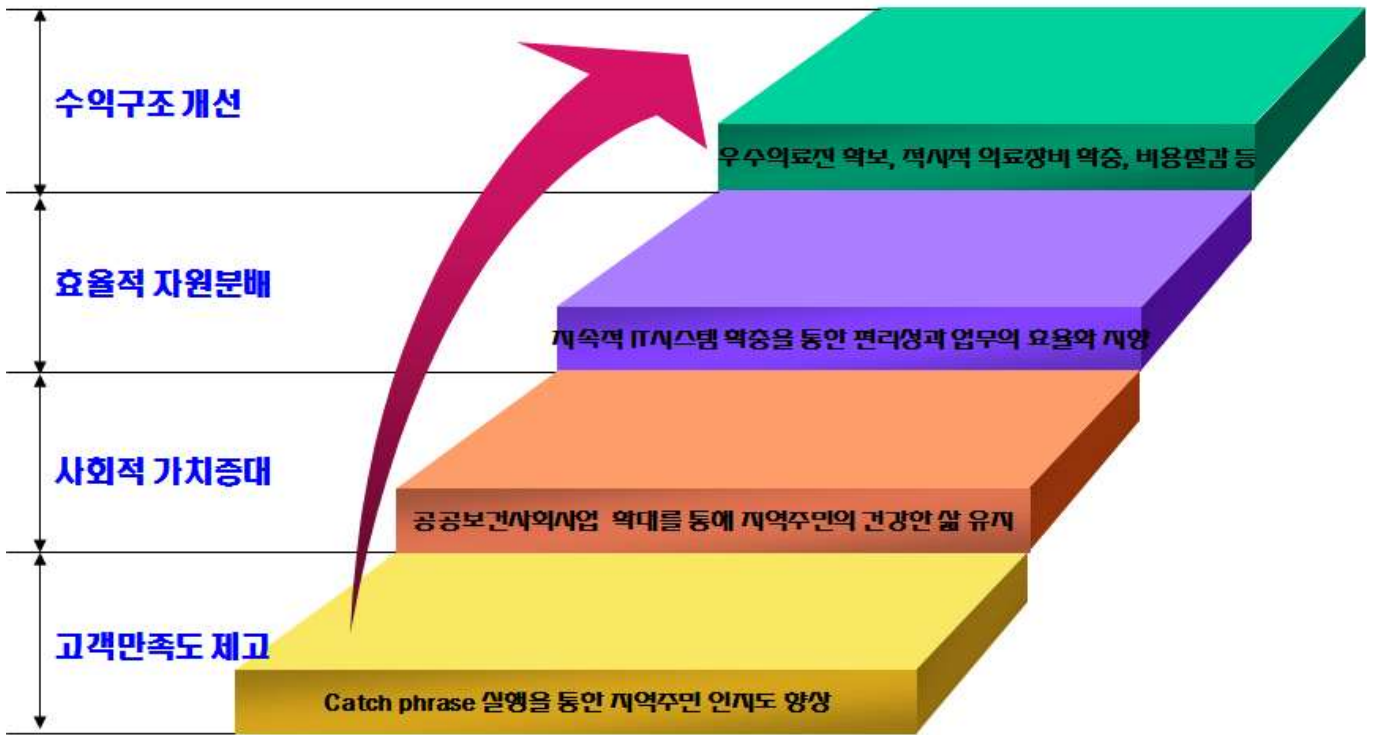 수익구조 개선
우수의료진 확보, 적시적 의료장비 확충, 비용절감 등
효율적 자원분배
지속적 IT시스템 확충을 통한 편리성과 업무의 효율화 지향
사회적 가치증대
공공보건사회사업 확대를 통해 지역주민의 건강한 삶 유지
고객만족도 제고
Catch phrase 실행을 통한 지역주민 인지도 향상